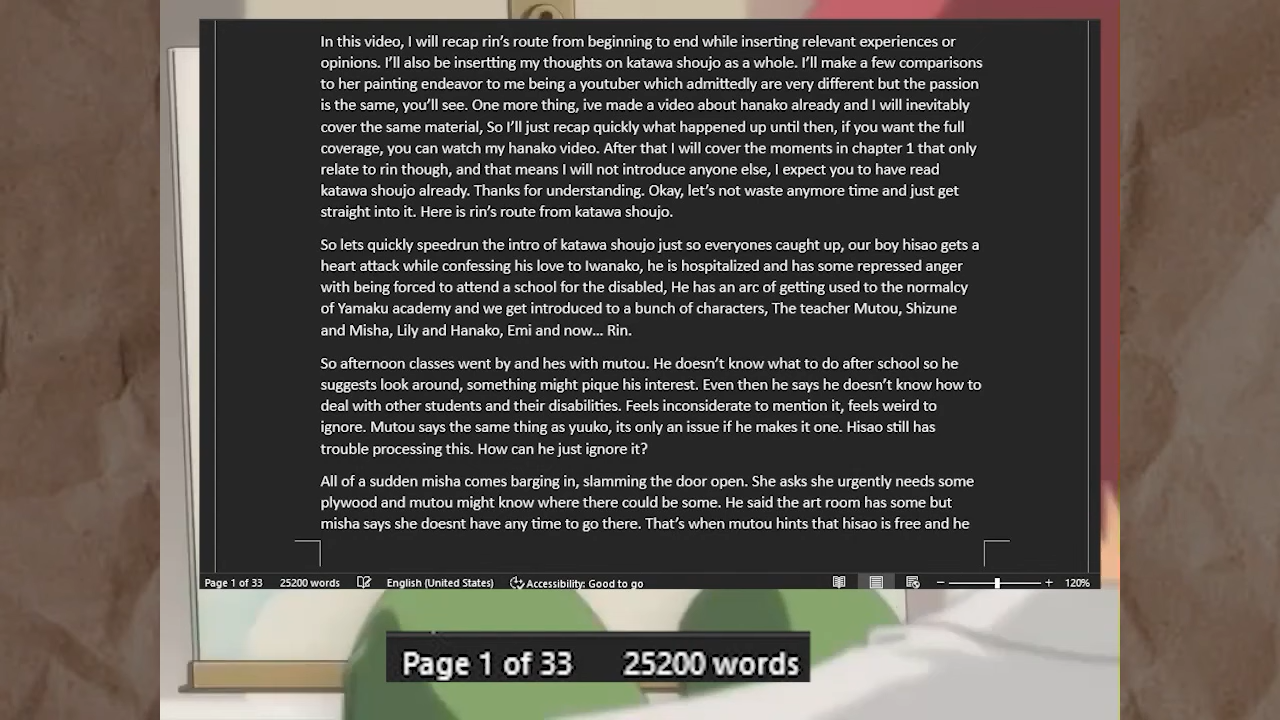 In this video, I will recap rin’s route from beginning to end while inserting relevant experiences or
opinions. I’ll also be insertting my thoughts on katawa shoujo as a whole. I’ll make a few comparisons
to her painting endeavor to me being a youtuber which admittedly are very different but the passion
is the same, you’ll see. One more thing, ive made a video about hanako already and I will inevitably
cover the same material, So I’ll just recap quickly what happened up until then, if you want the full
coverage, you can watch my hanako video. After that I will cover the moments in chapter 1 that only
relate to rin though, and that means I will not introduce anyone else, I expect you to have read
katawa shoujo already. Thanks for understanding. Okay, let’s not waste anymore time and just get
straight into it. Here is rin’s route from katawa shoujo.
So lets quickly speedrun the intro of katawa shoujo just so everyones caught up, our boy hisao gets a
heart attack while confessing his love to Iwanako, he is hospitalized and has some repressed anger
with being forced to attend a school for the disabled, He has an arc of getting used to the normalcy
of Yamaku academy and we get introduced to a bunch of characters, The teacher Mutou, Shizune
and Misha, Lily and Hanako, Emi and now... Rin.
So afternoon classes went by and hes with mutou. He doesn’t know what to do after school so he
suggests look around, something might pique his interest. Even then he says he doesn’t know how to
deal with other students and their disabilities. Feels inconsiderate to mention it, feels weird to
ignore. Mutou says the same thing as yuuko, its only an issue if he makes it one. Hisao still has
trouble processing this. How can he just ignore it?
All of a sudden misha comes barging in, slamming the door open. She asks she urgently needs some
plywood and mutou might know where there could be some. He said the art room has some but
misha says she doesnt have any time to go there. That’s when mutou hints that hisao is free and he
Page 1 of 33 25200 words English (United States) Accessibility: Good to go 120%
Page 1 of 33 25200 words